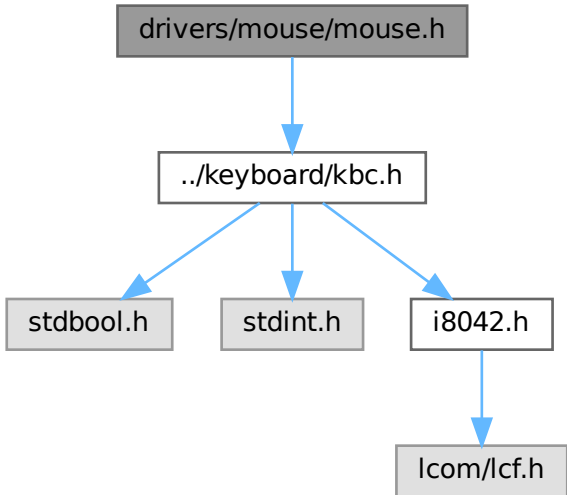 drivers/mouse/mouse.h
../keyboard/kbc.h
stdbool.h
stdint.h
i8042.h
lcom/lcf.h